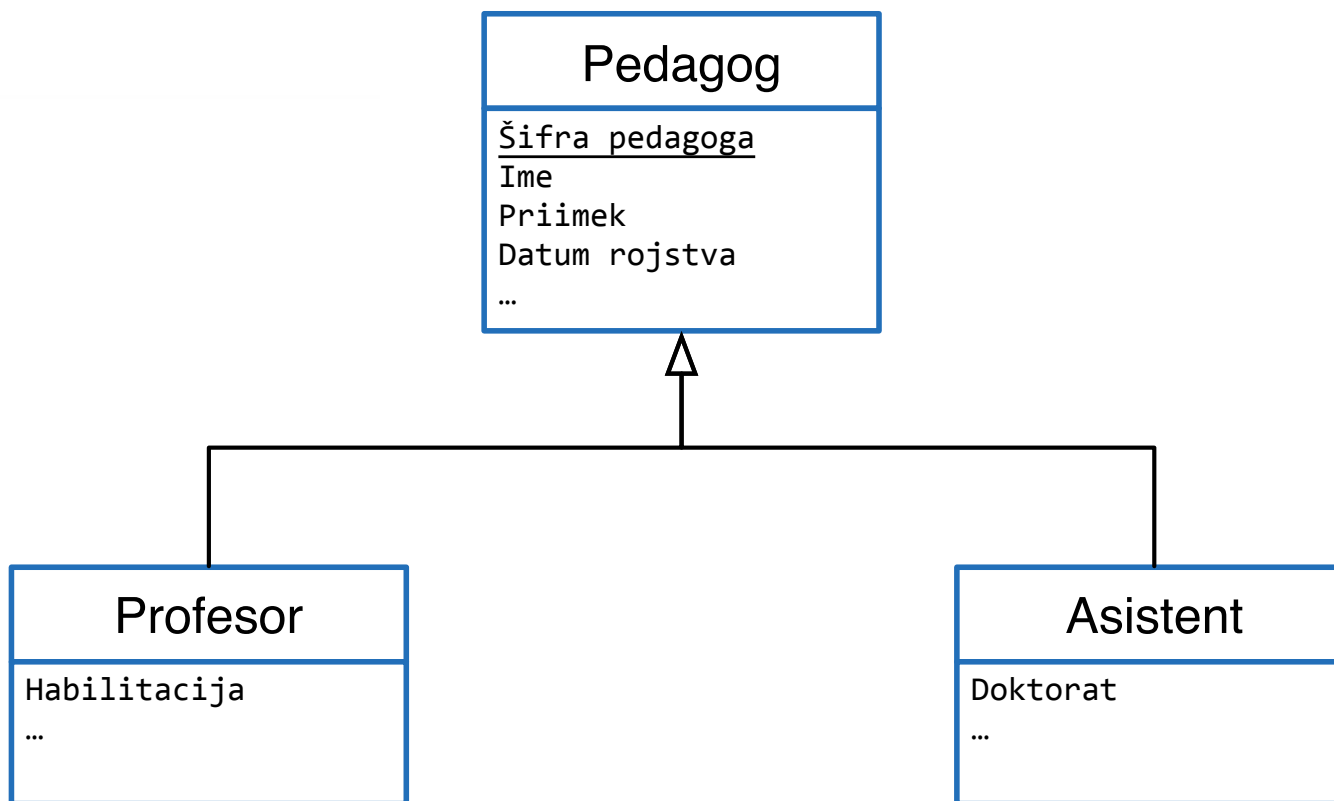 Pedagog
Šifra pedagoga
Ime
Priimek
Datum rojstva
…
Profesor
Habilitacija
…
Asistent
Doktorat
…